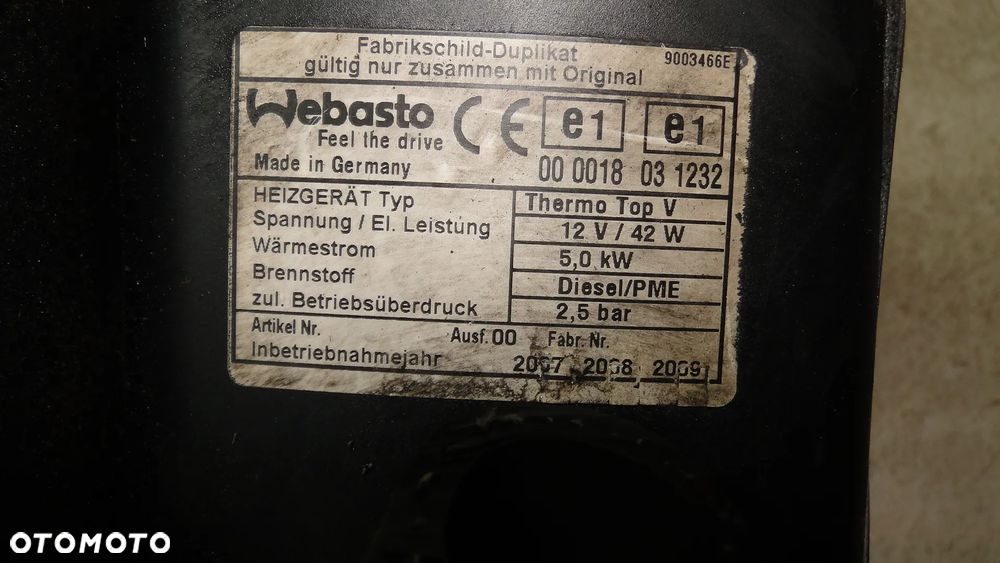 Fabrikschild-Duplikat 9003466E
gültig nur zusammen mit Original
Webasto CE e1 e1
Feel the drive
Made in Germany 00 0018 03 1232
HEIZGERÄT Typ Thermo Top V
Spannung / El. Leistung 12 V / 42 W
Wärmestrom 5,0 kW
Brennstoff Diesel/PME
zul. Betriebsüberdruck 2,5 bar
Artikel Nr. Ausf. 00 Fabr. Nr.
Inbetriebnahmejahr 2007 2008 2009
OTOMOTO